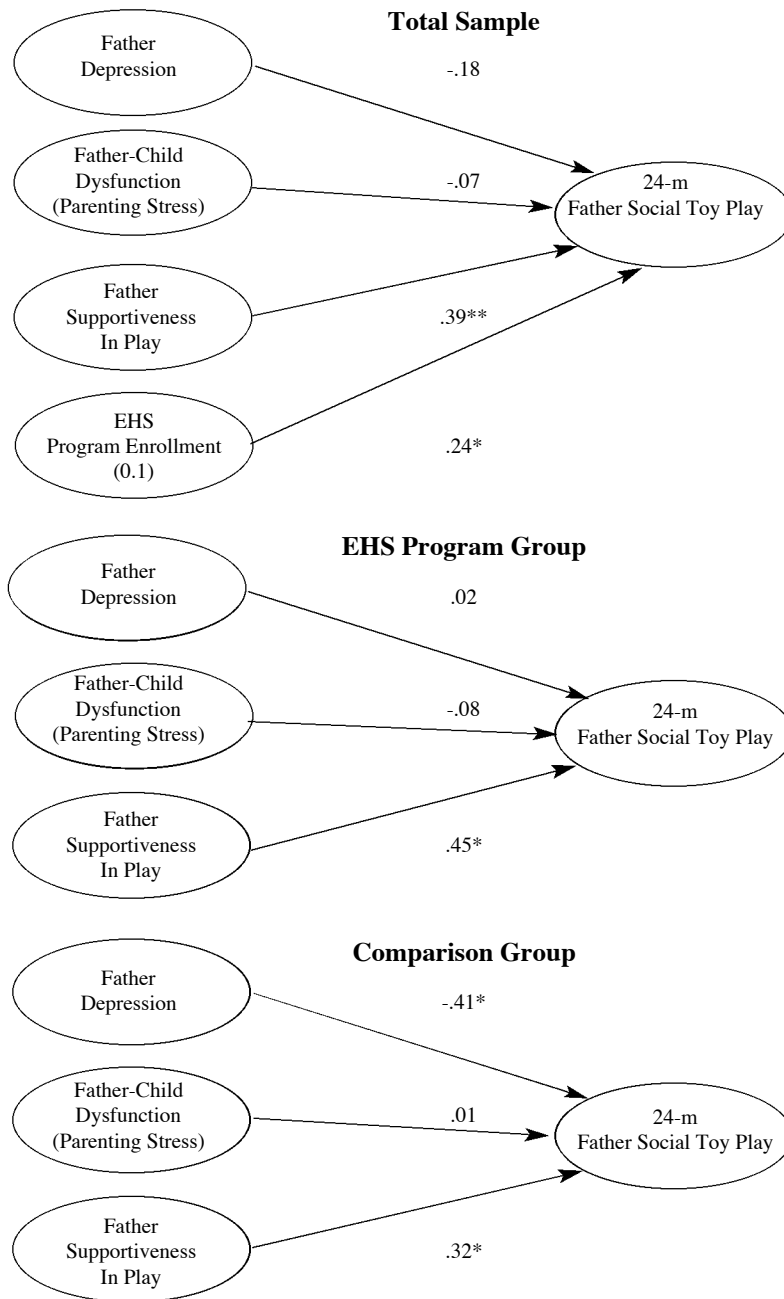 Total Sample
Father
Depression
-.18
Father-Child
Dysfunction
(Parenting Stress)
-.07
24-m
Father Social Toy Play
Father
Supportiveness
In Play
.39**
EHS
Program Enrollment
(0.1)
.24*
EHS Program Group
Father
Depression
.02
Father-Child
Dysfunction
(Parenting Stress)
-.08
24-m
Father Social Toy Play
Father
Supportiveness
In Play
.45*
Comparison Group
Father
Depression
-.41*
Father-Child
Dysfunction
(Parenting Stress)
.01
24-m
Father Social Toy Play
Father
Supportiveness
In Play
.32*